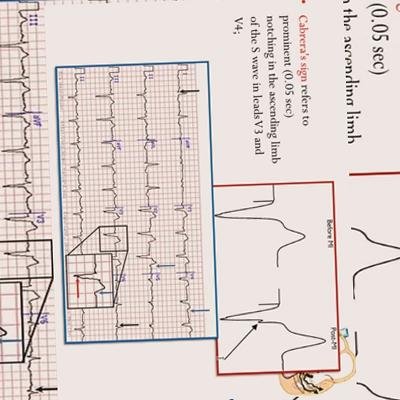 (0.05 sec)
n the ascending limb
Cabrera's sign refers to
prominent (0.05 sec)
notching in the ascending limb
of the S wave in leads V3 and
V4;
Before MI
Post-MI
III
aVF
V3
V6